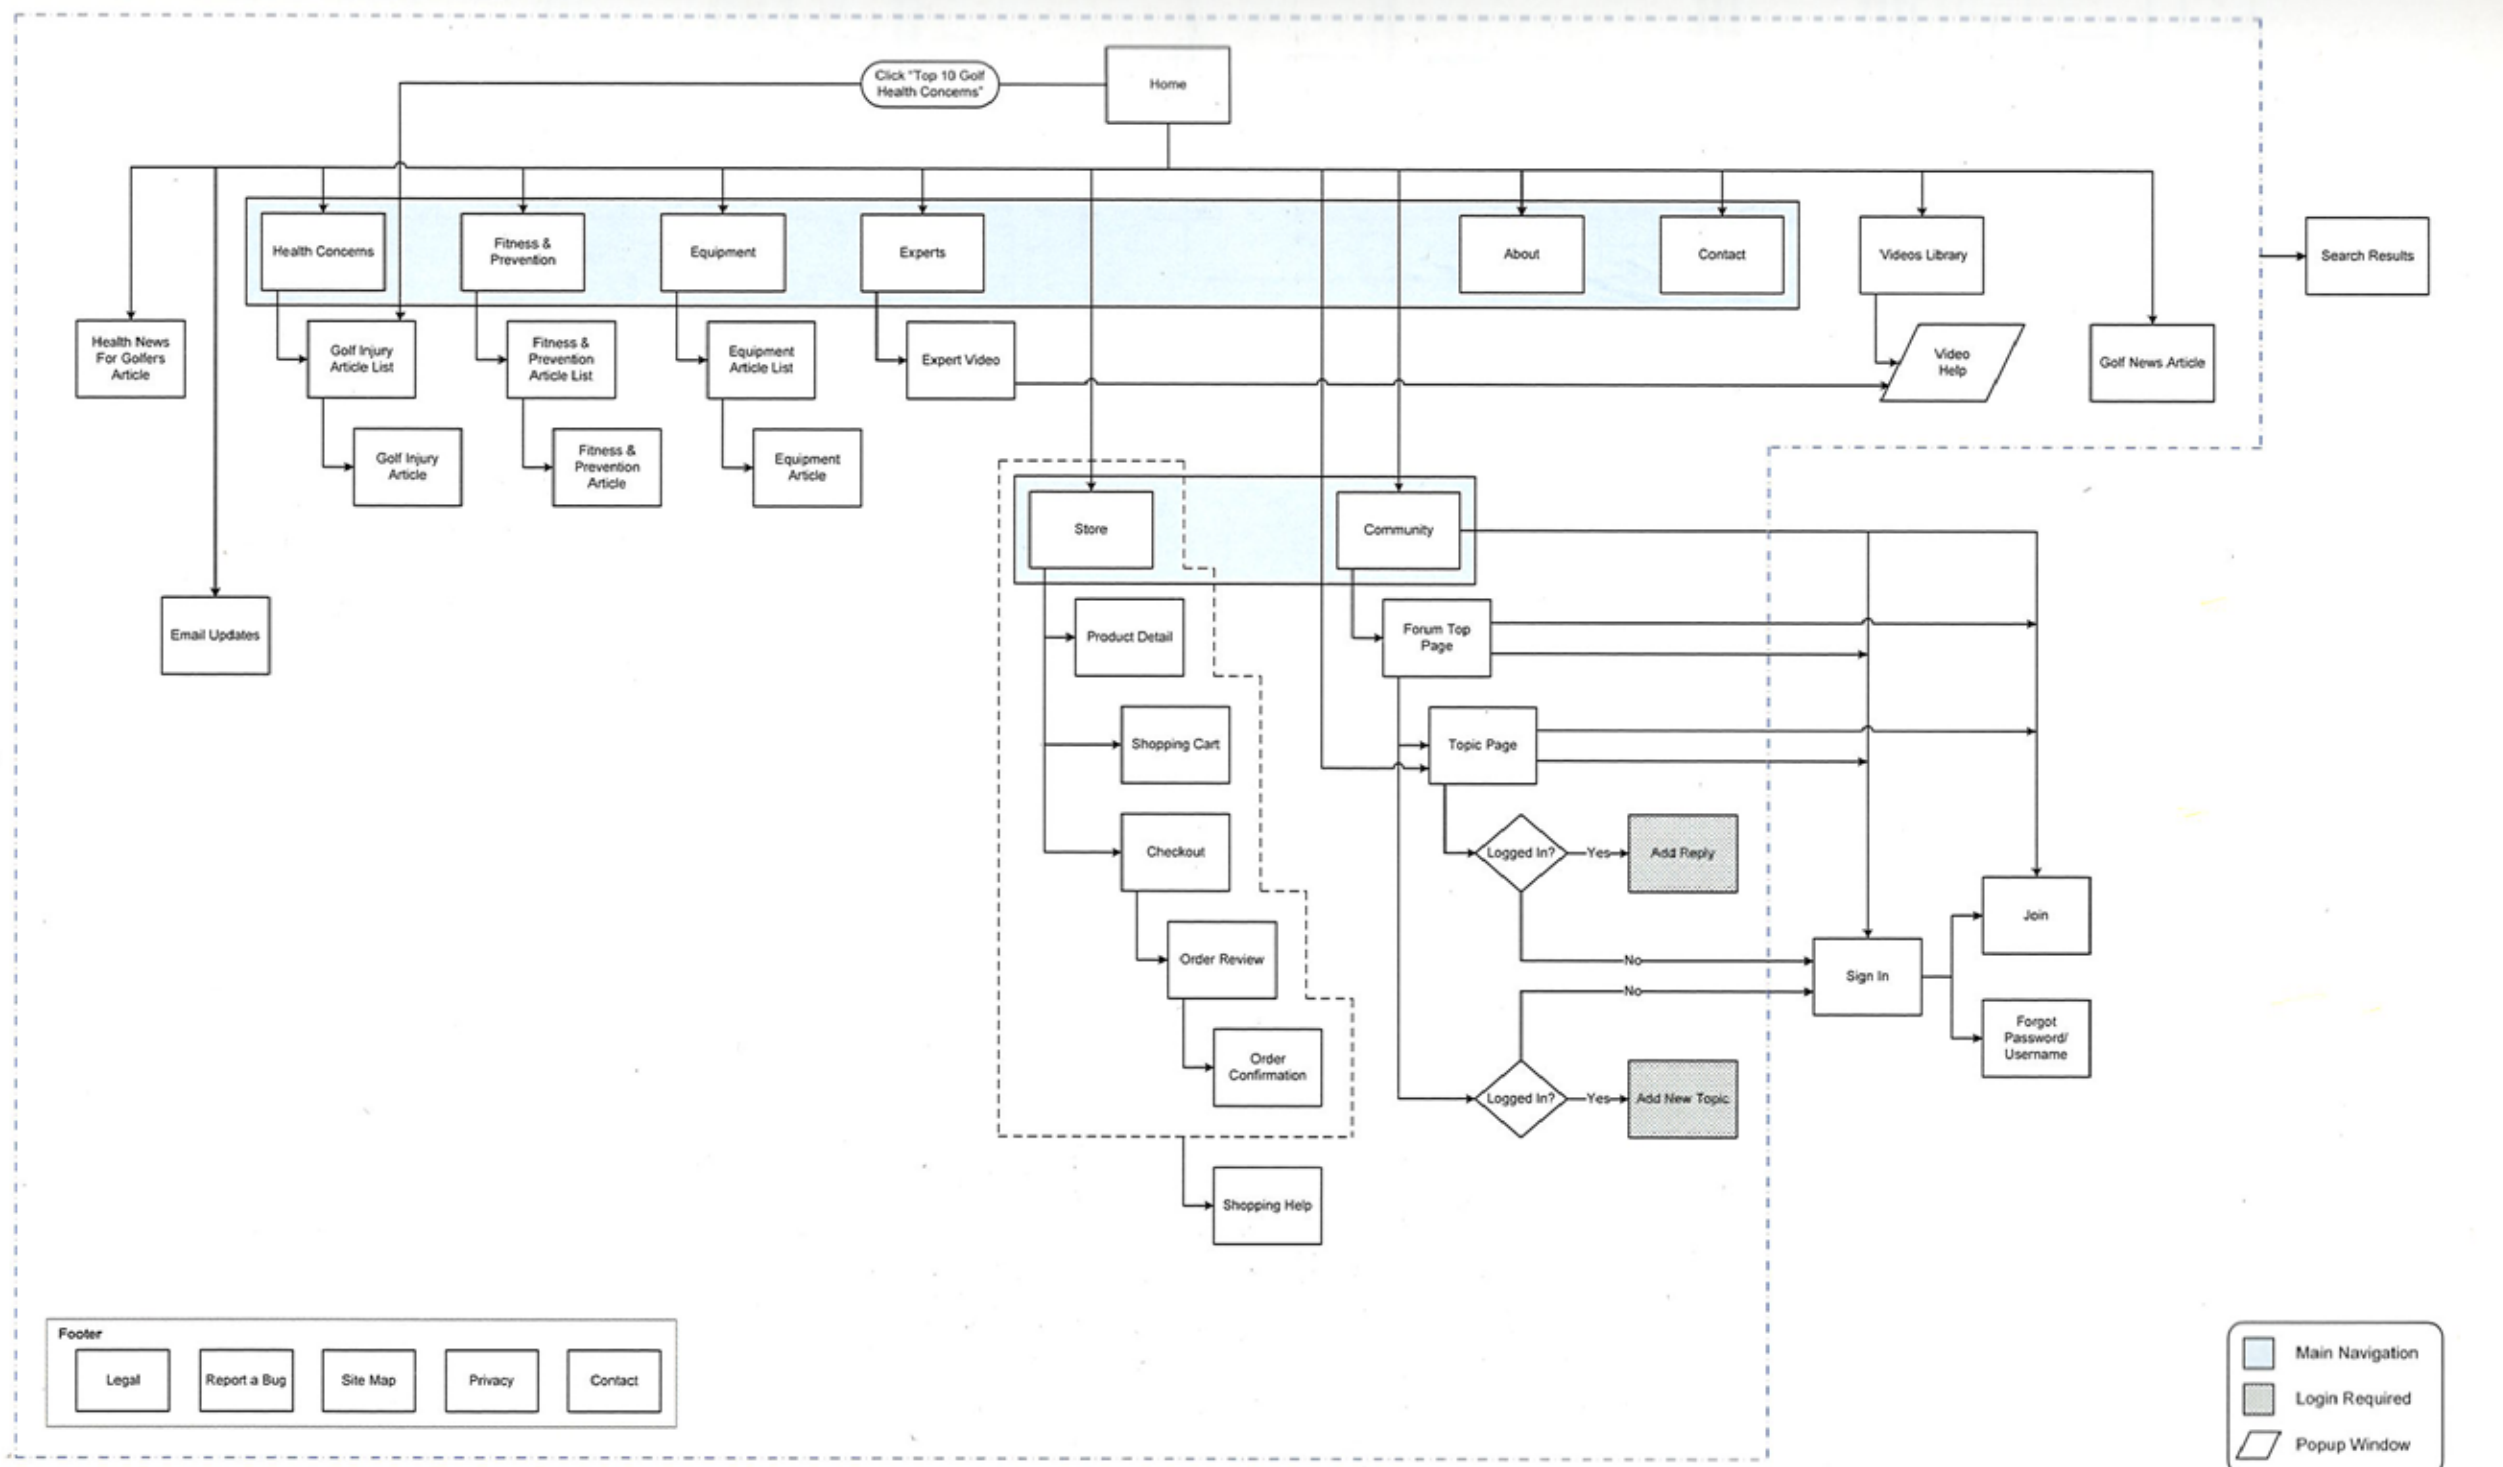 Click "Top 10 Golf
Health Concerns"
Home
Health Concerns
Fitness &
Prevention
Equipment
Experts
About
Contact
Videos Library
Search Results
Health News
For Golfers
Article
Golf Injury
Article List
Fitness &
Prevention
Article List
Equipment
Article List
Expert Video
Video
Help
Golf News Article
Golf Injury
Article
Fitness &
Prevention
Article
Equipment
Article
Store
Community
Email Updates
Product Detail
Forum Top
Page
Shopping Cart
Topic Page
Checkout
Logged In?
Yes
Add Reply
Join
Order Review
No
Sign In
No
Forgot
Password/
Username
Order
Confirmation
Logged In?
Yes
Add New Topic
Shopping Help
Footer
Legal
Report a Bug
Site Map
Privacy
Contact
Main Navigation
Login Required
Popup Window